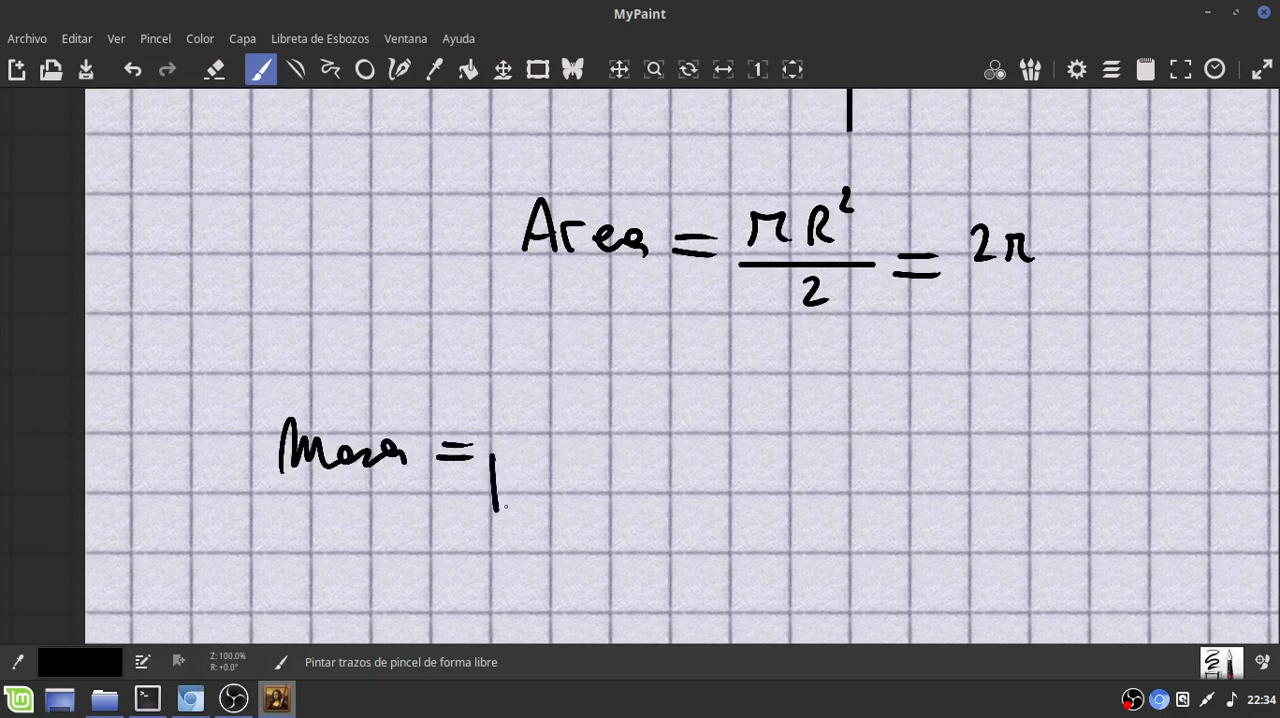 MyPaint
Archivo Editar Ver Pincel Color Capa Libreta de Esbozos Ventana Ayuda
Area = πR² / 2 = 2π
Masa =
Z: 100.0%
R: +0.0°
Pintar trazos de pincel de forma libre
22:34